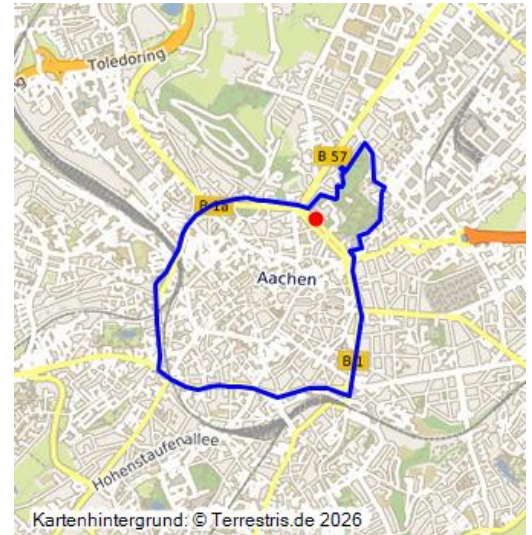 Toledoring
B 57
B 1a
Aachen
B 1
Hohenstaufenallee
Kartenhintergrund: © Terrestris.de 2026